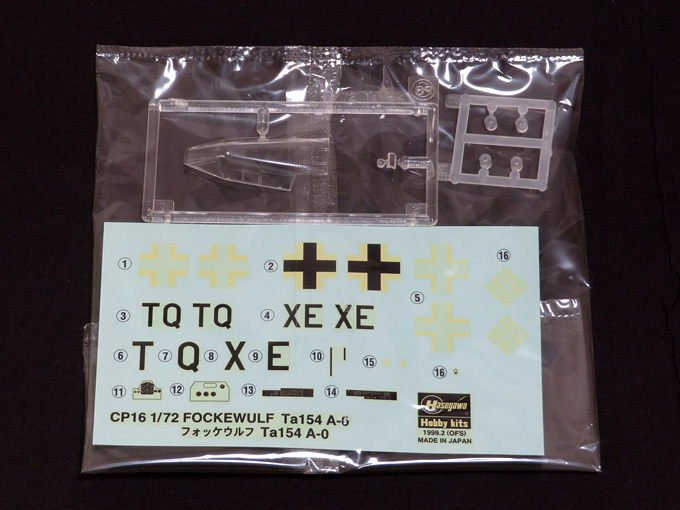 ① ② ⑯
⑤
③ TQ TQ ④ XE XE
⑥ T ⑦ Q ⑧ X ⑨ E ⑩ ⑮ ⑯
⑪ ⑫ ⑬ ⑭
CP16 1/72 FOCKEWULF Ta154 A-0
フォッケウルフ Ta154 A-0
Hasegawa
Hobby kits
1999.2 (OFS)
MADE IN JAPAN